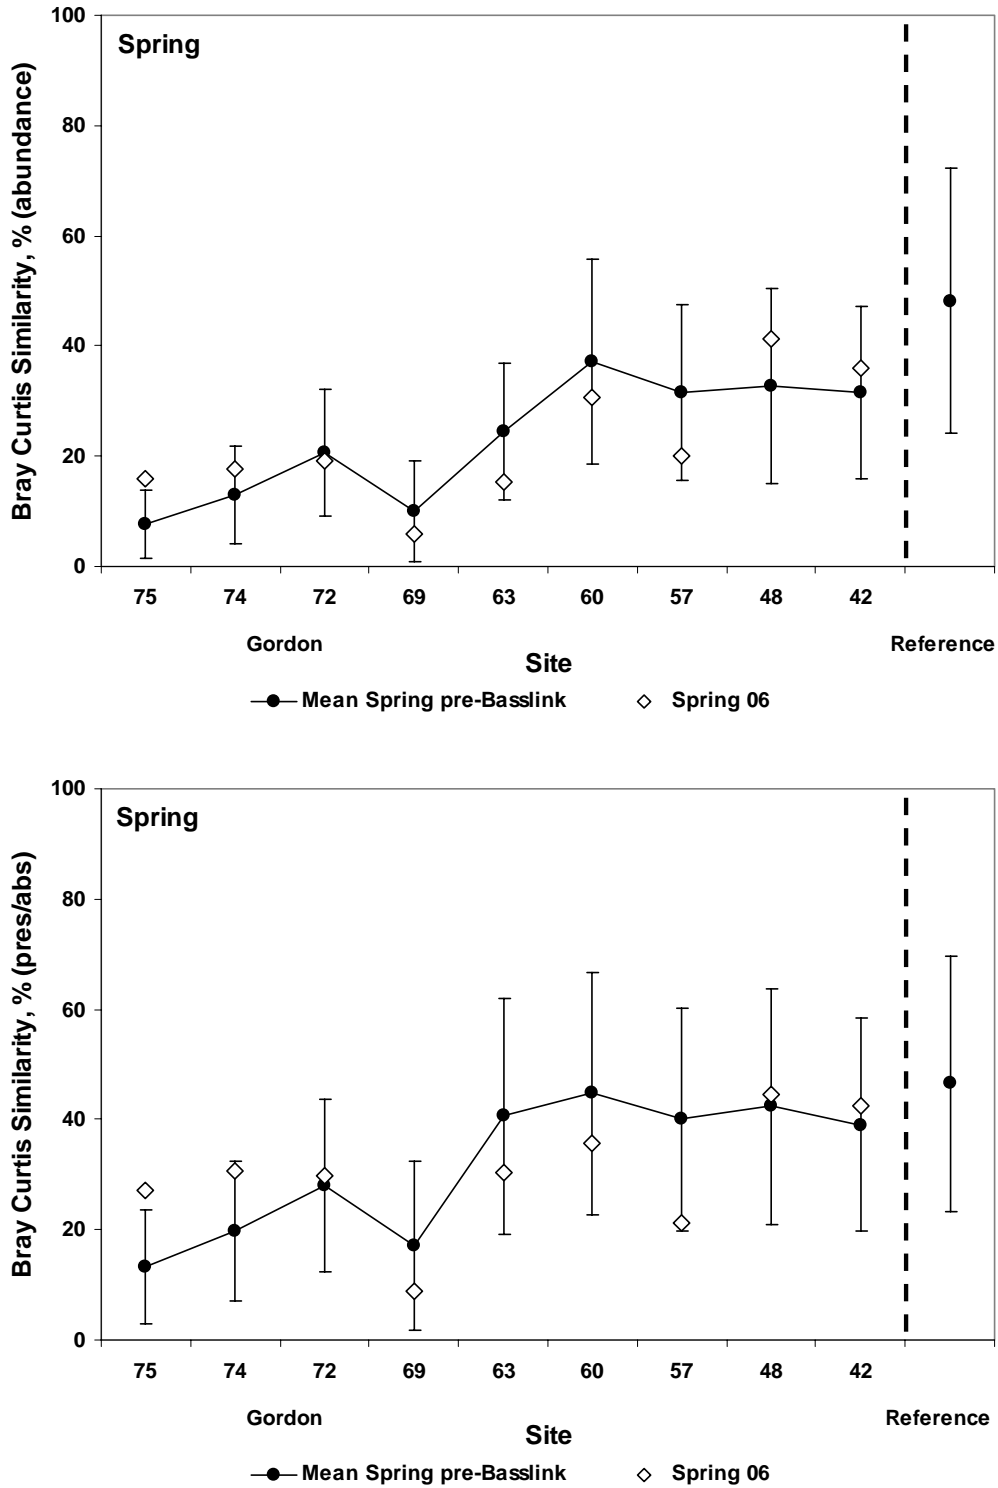 100
Spring
80
60
40
20
0
Bray Curtis Similarity, % (abundance)
75 74 72 69 63 60 57 48 42
Gordon Reference
Site
Mean Spring pre-Basslink Spring 06
100
Spring
80
60
40
20
0
Bray Curtis Similarity, % (pres/abs)
75 74 72 69 63 60 57 48 42
Gordon Reference
Site
Mean Spring pre-Basslink Spring 06